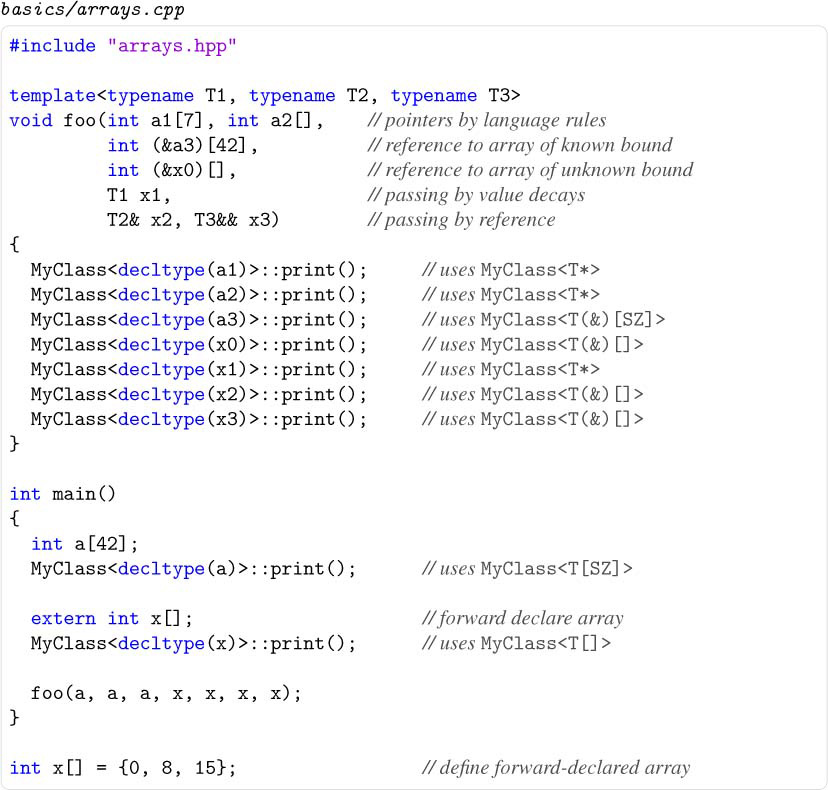 basics/arrays.cpp
#include "arrays.hpp"
template<typename T1, typename T2, typename T3>
void foo(int a1[7], int a2[],    // pointers by language rules
         int (&a3)[42],          // reference to array of known bound
         int (&x0)[],            // reference to array of unknown bound
         T1 x1,                  // passing by value decays
         T2& x2, T3&& x3)        // passing by reference
{
  MyClass<decltype(a1)>::print();     // uses MyClass<T*>
  MyClass<decltype(a2)>::print();     // uses MyClass<T*>
  MyClass<decltype(a3)>::print();     // uses MyClass<T(&)[SZ]>
  MyClass<decltype(x0)>::print();     // uses MyClass<T(&)[]>
  MyClass<decltype(x1)>::print();     // uses MyClass<T*>
  MyClass<decltype(x2)>::print();     // uses MyClass<T(&)[]>
  MyClass<decltype(x3)>::print();     // uses MyClass<T(&)[]>
}
int main()
{
  int a[42];
  MyClass<decltype(a)>::print();      // uses MyClass<T[SZ]>
  extern int x[];                     // forward declare array
  MyClass<decltype(x)>::print();      // uses MyClass<T[]>
  foo(a, a, a, x, x, x, x);
}
int x[] = {0, 8, 15};                 // define forward-declared array